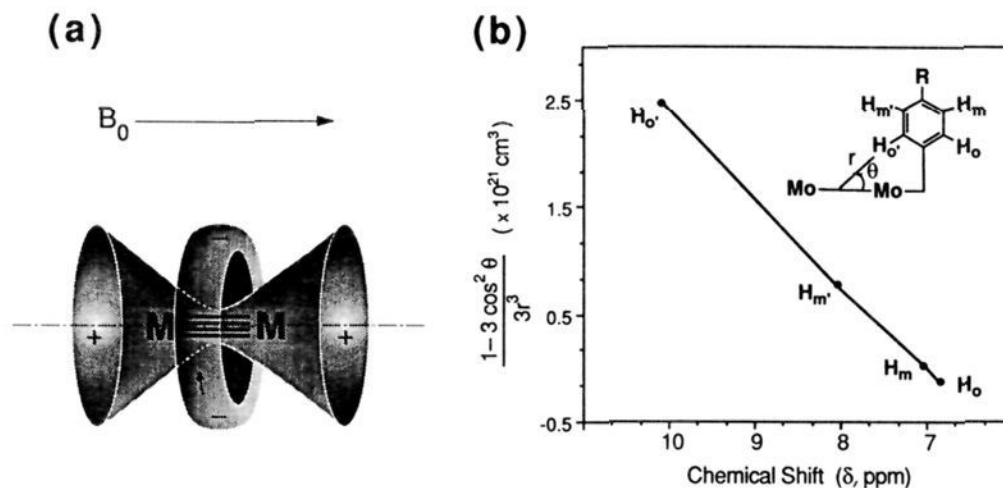 (a)
B₀
M≡M
+
+
−
−
(b)
2.5
1.5
0.5
-0.5
1– 3 cos² θ
3r³
( x 10²¹ cm³ )
10
9
8
7
Chemical Shift (δ, ppm)
Hₒ'
Hₘ'
Hₘ
Hₒ
R
Hₘ'
Hₘ
Hₒ'
Hₒ
r
θ
Mo
Mo